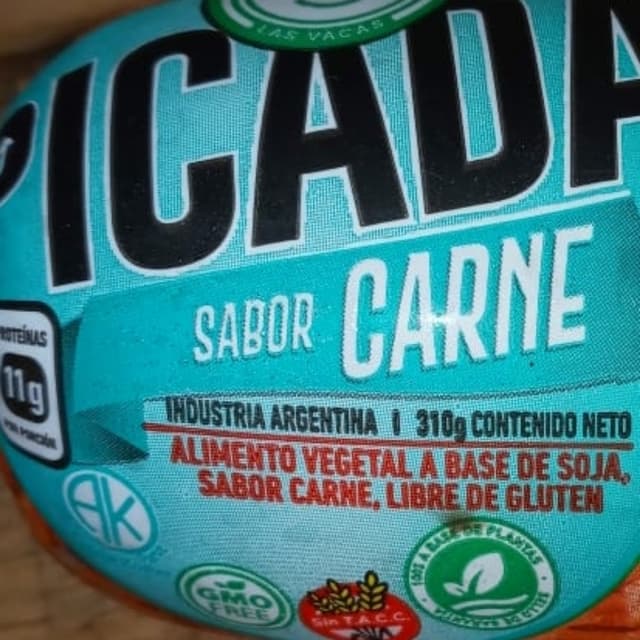 LAS VACAS
PICADA
SABOR CARNE
PROTEÍNAS
11g
POR PORCIÓN
INDUSTRIA ARGENTINA | 310g CONTENIDO NETO
ALIMENTO VEGETAL A BASE DE SOJA,
SABOR CARNE, LIBRE DE GLUTEN
AK
GMO
FREE
Sin T.A.C.C.
100% A BASE DE PLANTAS